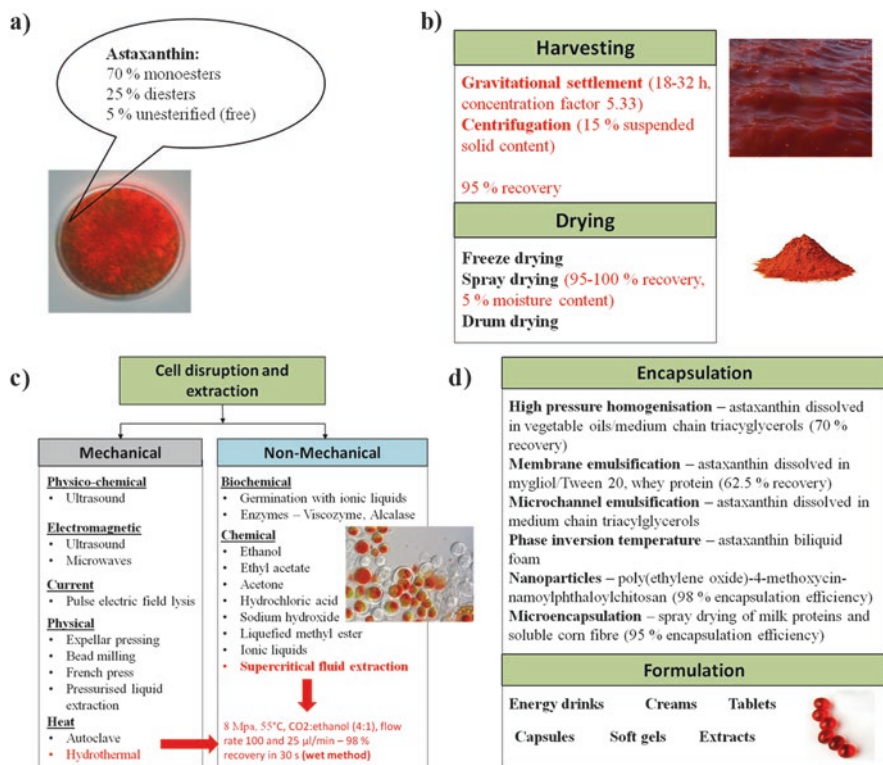 a)
Astaxanthin:
70 % monoesters
25 % diesters
5 % unesterified (free)
b)
Harvesting
Gravitational settlement (18-32 h,
concentration factor 5.33)
Centrifugation (15 % suspended
solid content)
95 % recovery
Drying
Freeze drying
Spray drying (95-100 % recovery,
5 % moisture content)
Drum drying
c)
Cell disruption and
extraction
Mechanical
Physico-chemical
• Ultrasound
Electromagnetic
• Ultrasound
• Microwaves
Current
• Pulse electric field lysis
Physical
• Expellar pressing
• Bead milling
• French press
• Pressurised liquid
extraction
Heat
• Autoclave
• Hydrothermal
Non-Mechanical
Biochemical
• Germination with ionic liquids
• Enzymes – Viscozyme, Alcalase
Chemical
• Ethanol
• Ethyl acetate
• Acetone
• Hydrochloric acid
• Sodium hydroxide
• Liquefied methyl ester
• Ionic liquids
• Supercritical fluid extraction
8 Mpa, 55°C, CO2:ethanol (4:1), flow
rate 100 and 25 µl/min – 98 %
recovery in 30 s (wet method)
d)
Encapsulation
High pressure homogenisation – astaxanthin dissolved
in vegetable oils/medium chain triacyglycerols (70 %
recovery)
Membrane emulsification – astaxanthin dissolved in
mygliol/Tween 20, whey protein (62.5 % recovery)
Microchannel emulsification – astaxanthin dissolved in
medium chain triacylglycerols
Phase inversion temperature – astaxanthin biliquid
foam
Nanoparticles – poly(ethylene oxide)-4-methoxycin-
namoylphthaloylchitosan (98 % encapsulation efficiency)
Microencapsulation – spray drying of milk proteins and
soluble corn fibre (95 % encapsulation efficiency)
Formulation
Energy drinks Creams Tablets
Capsules Soft gels Extracts